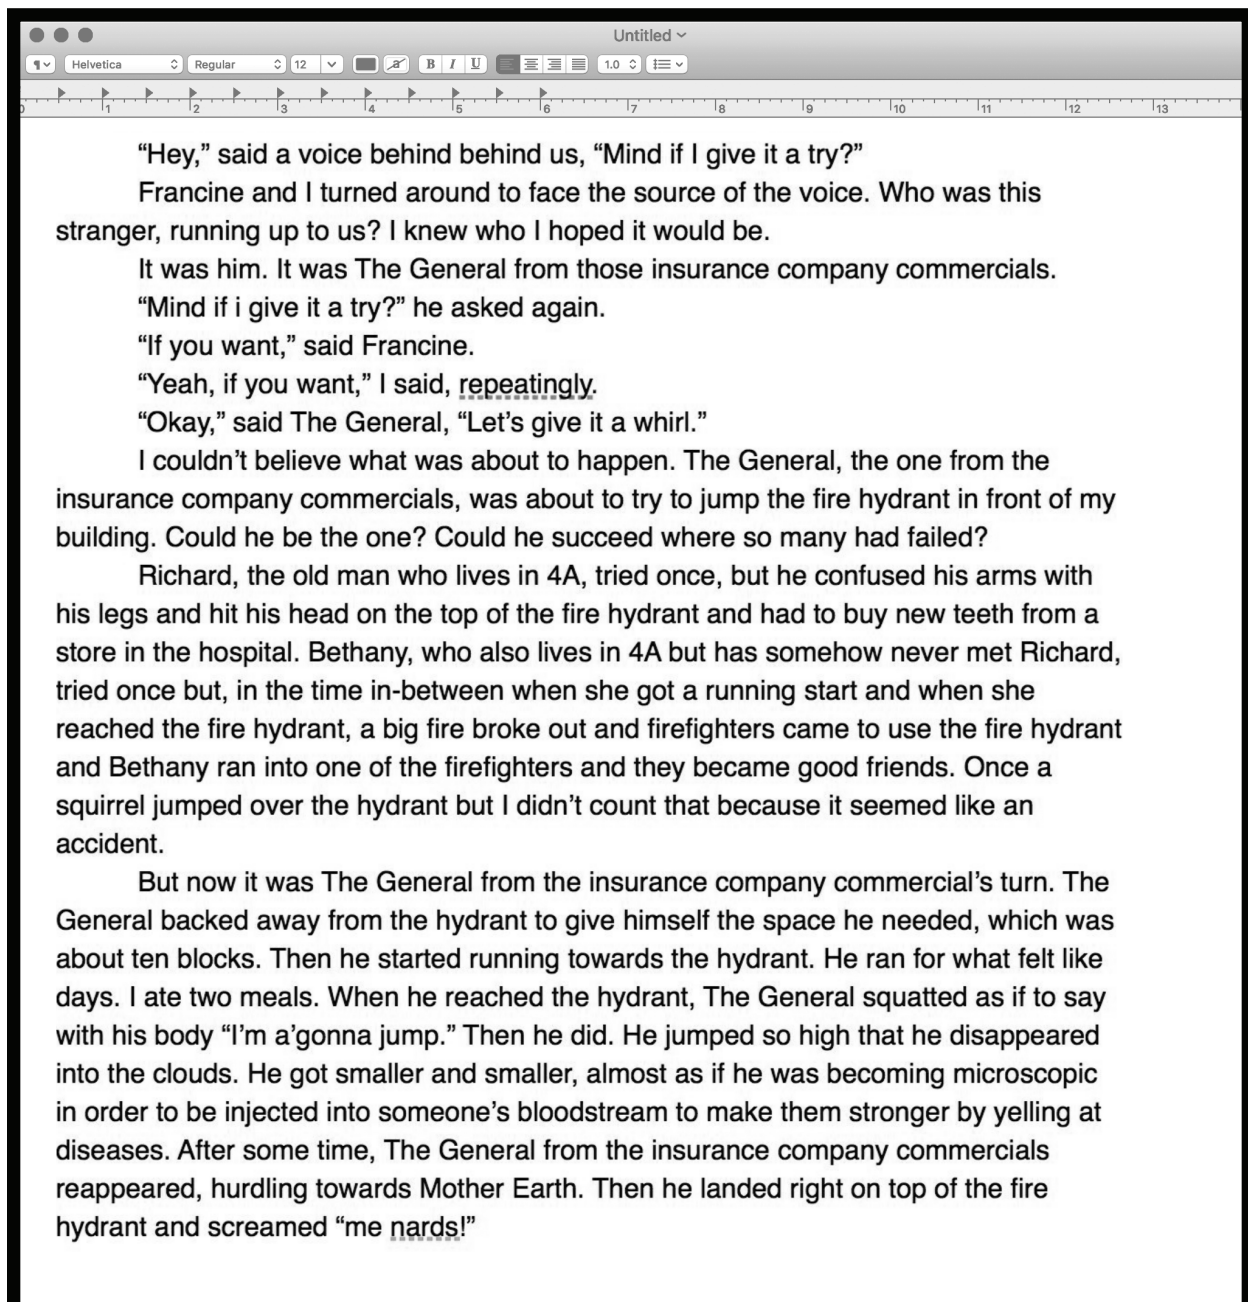 Untitled
Helvetica Regular 12 a B I U 1.0
0 1 2 3 4 5 6 7 8 9 10 11 12 13
“Hey,” said a voice behind behind us, “Mind if I give it a try?”
Francine and I turned around to face the source of the voice. Who was this
stranger, running up to us? I knew who I hoped it would be.
It was him. It was The General from those insurance company commercials.
“Mind if i give it a try?” he asked again.
“If you want,” said Francine.
“Yeah, if you want,” I said, repeatingly.
“Okay,” said The General, “Let’s give it a whirl.”
I couldn’t believe what was about to happen. The General, the one from the
insurance company commercials, was about to try to jump the fire hydrant in front of my
building. Could he be the one? Could he succeed where so many had failed?
Richard, the old man who lives in 4A, tried once, but he confused his arms with
his legs and hit his head on the top of the fire hydrant and had to buy new teeth from a
store in the hospital. Bethany, who also lives in 4A but has somehow never met Richard,
tried once but, in the time in-between when she got a running start and when she
reached the fire hydrant, a big fire broke out and firefighters came to use the fire hydrant
and Bethany ran into one of the firefighters and they became good friends. Once a
squirrel jumped over the hydrant but I didn’t count that because it seemed like an
accident.
But now it was The General from the insurance company commercial’s turn. The
General backed away from the hydrant to give himself the space he needed, which was
about ten blocks. Then he started running towards the hydrant. He ran for what felt like
days. I ate two meals. When he reached the hydrant, The General squatted as if to say
with his body “I’m a’gonna jump.” Then he did. He jumped so high that he disappeared
into the clouds. He got smaller and smaller, almost as if he was becoming microscopic
in order to be injected into someone’s bloodstream to make them stronger by yelling at
diseases. After some time, The General from the insurance company commercials
reappeared, hurdling towards Mother Earth. Then he landed right on top of the fire
hydrant and screamed “me nards!”